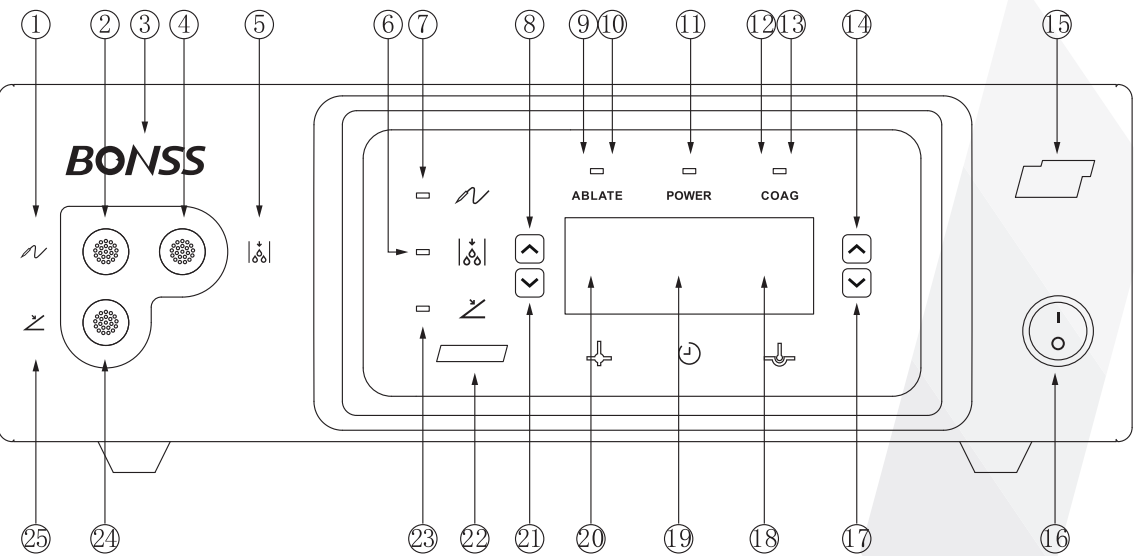 ① ② ③ ④ ⑤ ⑥ ⑦ ⑧ ⑨ ⑩ ⑪ ⑫ ⑬ ⑭ ⑮
BONSS
ABLATE POWER COAG
㉕ ㉔ ㉓ ㉒ ㉑ ⑳ ⑲ ⑱ ⑰ ⑯